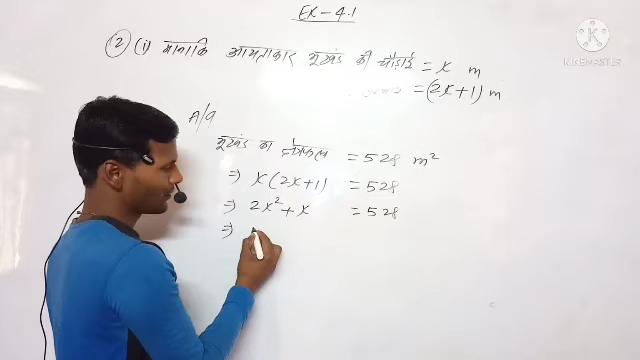 EX - 4.1
② (i) माना कि आयताकार भूखंड की चौड़ाई = x m
= (2x+1) m
A/q
भूखंड का क्षेत्रफल = 528 m²
⇒ x(2x+1) = 528
⇒ 2x² + x = 528
⇒
KINEMASTER